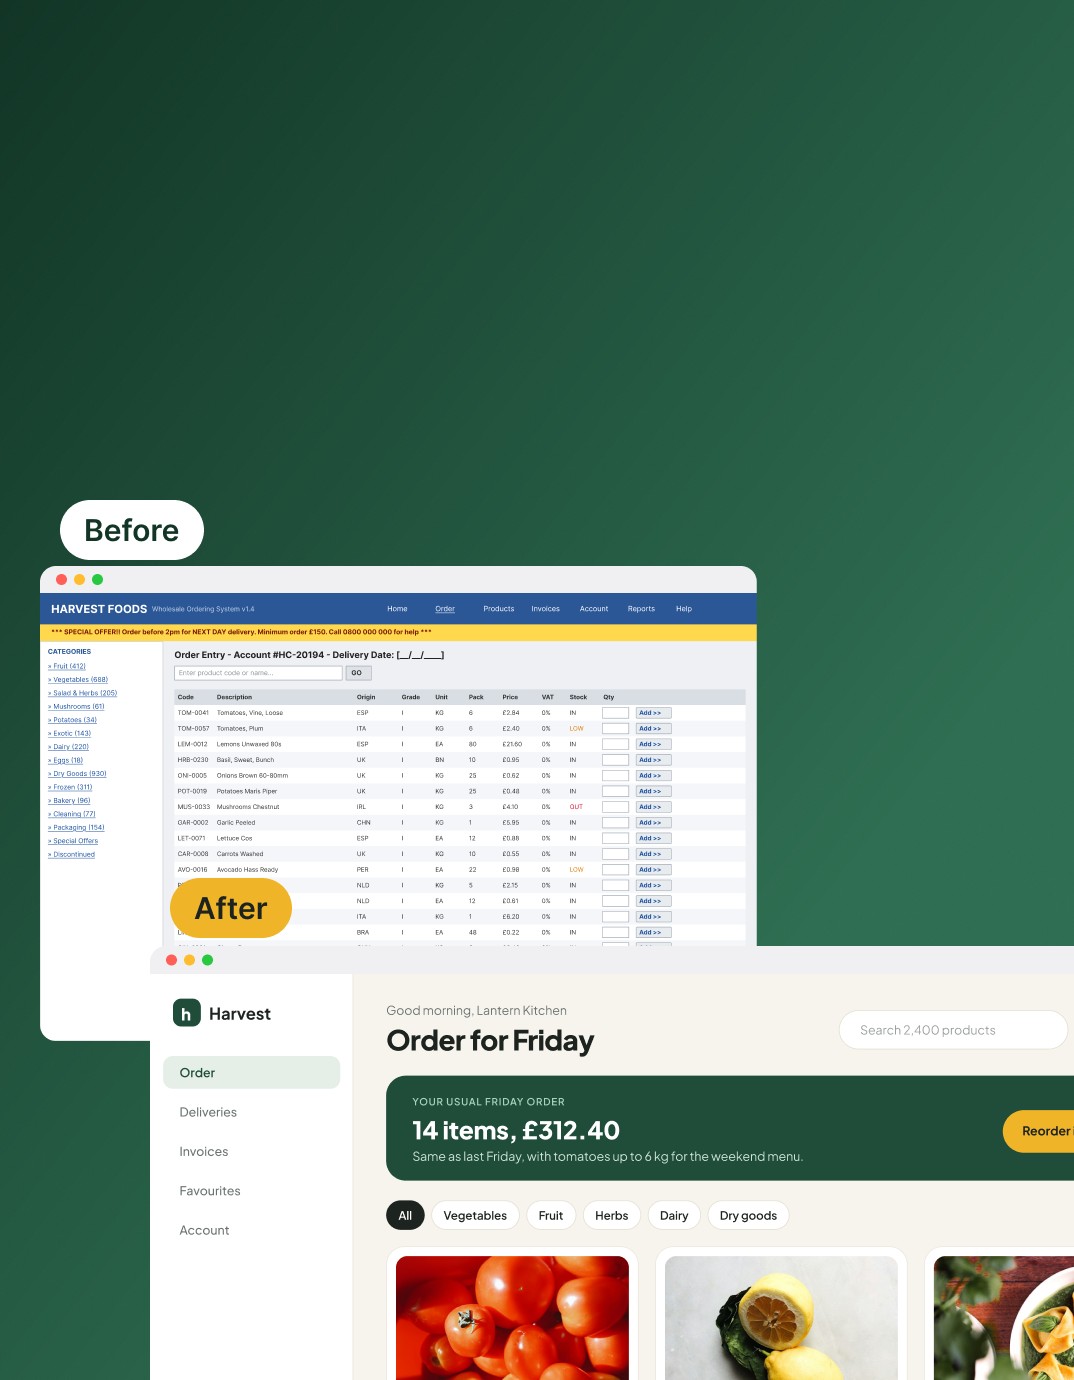 Before
HARVEST FOODS Wholesale Ordering System v1.4 Home Order Products Invoices Account Reports Help
*** SPECIAL OFFER!! Order before 2pm for NEXT DAY delivery. Minimum order £150. Call 0800 000 000 for help ***
CATEGORIES
» Fruit (412)
» Vegetables (688)
» Salad & Herbs (205)
» Mushrooms (61)
» Potatoes (34)
» Exotic (143)
» Dairy (220)
» Eggs (18)
» Dry Goods (930)
» Frozen (311)
» Bakery (96)
» Cleaning (77)
» Packaging (154)
» Special Offers
» Discontinued
Order Entry - Account #HC-20194 - Delivery Date: [__/__/____]
Enter product code or name... GO
Code Description Origin Grade Unit Pack Price VAT Stock Qty
TOM-0041 Tomatoes, Vine, Loose ESP I KG 6 £2.84 0% IN Add >>
TOM-0057 Tomatoes, Plum ITA I KG 6 £2.40 0% LOW Add >>
LEM-0012 Lemons Unwaxed 80s ESP I EA 80 £21.60 0% IN Add >>
HRB-0230 Basil, Sweet, Bunch UK I BN 10 £0.95 0% IN Add >>
ONI-0005 Onions Brown 60-80mm UK I KG 25 £0.62 0% IN Add >>
POT-0019 Potatoes Maris Piper UK I KG 25 £0.48 0% IN Add >>
MUS-0033 Mushrooms Chestnut IRL I KG 3 £4.10 0% OUT Add >>
GAR-0002 Garlic Peeled CHN I KG 1 £5.95 0% IN Add >>
LET-0071 Lettuce Cos ESP I EA 12 £0.88 0% IN Add >>
CAR-0008 Carrots Washed UK I KG 10 £0.55 0% IN Add >>
AVO-0016 Avocado Hass Ready PER I EA 22 £0.98 0% LOW Add >>
NLD I KG 5 £2.15 0% IN Add >>
NLD I EA 12 £0.61 0% IN Add >>
ITA I KG 1 £6.20 0% IN Add >>
BRA I EA 48 £0.22 0% IN Add >>
After
h Harvest
Order
Deliveries
Invoices
Favourites
Account
Good morning, Lantern Kitchen
Order for Friday
Search 2,400 products
YOUR USUAL FRIDAY ORDER
14 items, £312.40
Same as last Friday, with tomatoes up to 6 kg for the weekend menu.
Reorder
All Vegetables Fruit Herbs Dairy Dry goods